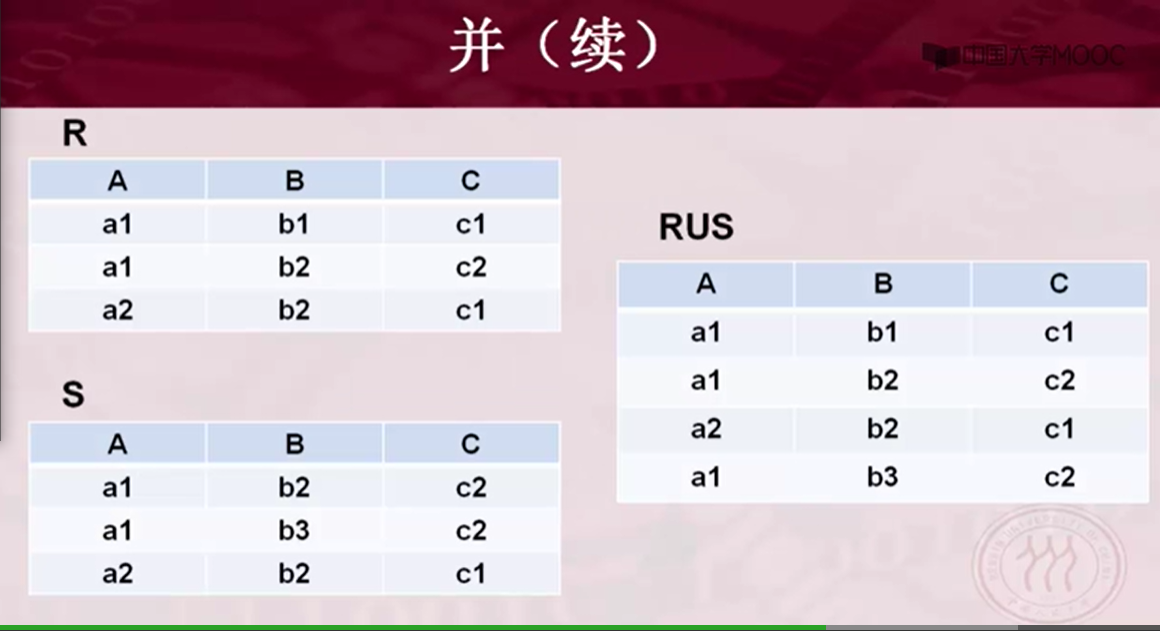 并（续）
中国大学MOOC
R
A B C
a1 b1 c1
a1 b2 c2
a2 b2 c1
S
A B C
a1 b2 c2
a1 b3 c2
a2 b2 c1
RUS
A B C
a1 b1 c1
a1 b2 c2
a2 b2 c1
a1 b3 c2